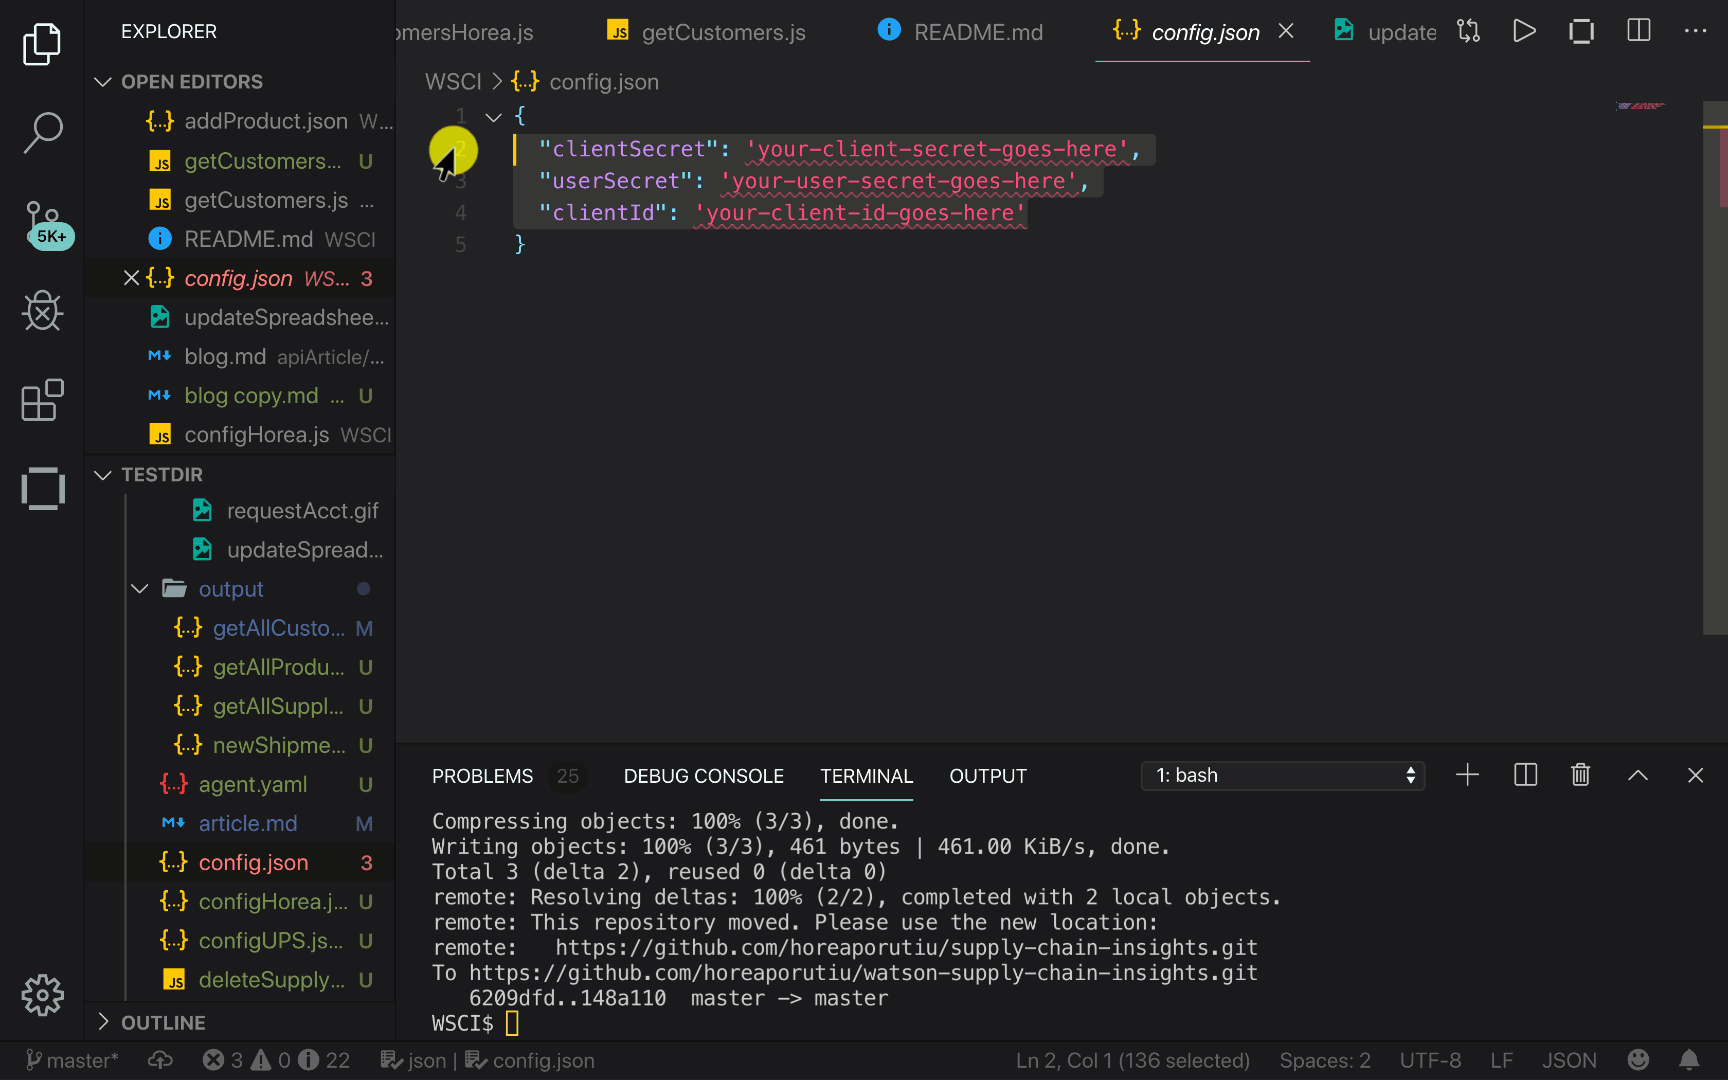 EXPLORER
OPEN EDITORS
{..} addProduct.json W...
JS getCustomers... U
JS getCustomers.js ...
README.md WSCI
{..} config.json WS... 3
updateSpreadshee...
M↓ blog.md apiArticle/...
M↓ blog copy.md ... U
JS configHorea.js WSCI
TESTDIR
requestAcct.gif
updateSpread...
output
{..} getAllCusto... M
{..} getAllProdu... U
{..} getAllSuppl... U
{..} newShipme... U
{..} agent.yaml U
M↓ article.md M
{..} config.json 3
{..} configHorea.j... U
{..} configUPS.js... U
JS deleteSupply... U
OUTLINE
5K+
omersHorea.js JS getCustomers.js README.md {..} config.json update
WSCI > {..} config.json
1 {
2 "clientSecret": 'your-client-secret-goes-here',
3 "userSecret": 'your-user-secret-goes-here',
4 "clientId": 'your-client-id-goes-here'
5 }
PROBLEMS 25 DEBUG CONSOLE TERMINAL OUTPUT 1: bash
Compressing objects: 100% (3/3), done.
Writing objects: 100% (3/3), 461 bytes | 461.00 KiB/s, done.
Total 3 (delta 2), reused 0 (delta 0)
remote: Resolving deltas: 100% (2/2), completed with 2 local objects.
remote: This repository moved. Please use the new location:
remote: https://github.com/horeaporutiu/supply-chain-insights.git
To https://github.com/horeaporutiu/watson-supply-chain-insights.git
6209dfd..148a110 master -> master
WSCI$
master* 3 0 22 json | config.json Ln 2, Col 1 (136 selected) Spaces: 2 UTF-8 LF JSON